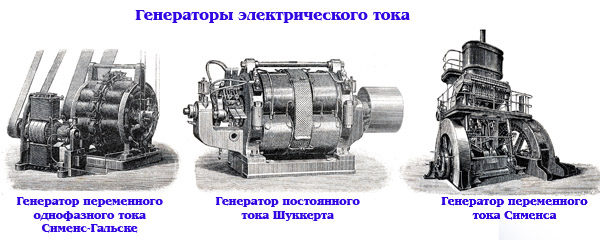 Генераторы электрического тока
Генератор переменного
однофазного тока
Сименс-Гальске
Генератор постоянного
тока Шуккерта
Генератор переменного
тока Сименса